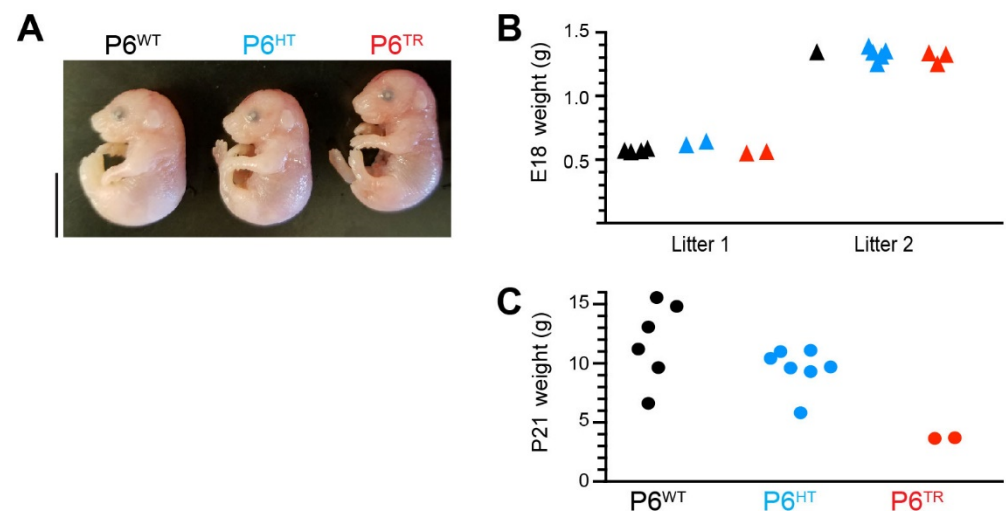 A
P6WT
P6HT
P6TR
B
E18 weight (g)
1.5
1.0
0.5
Litter 1
Litter 2
C
P21 weight (g)
15
10
5
0
P6WT
P6HT
P6TR